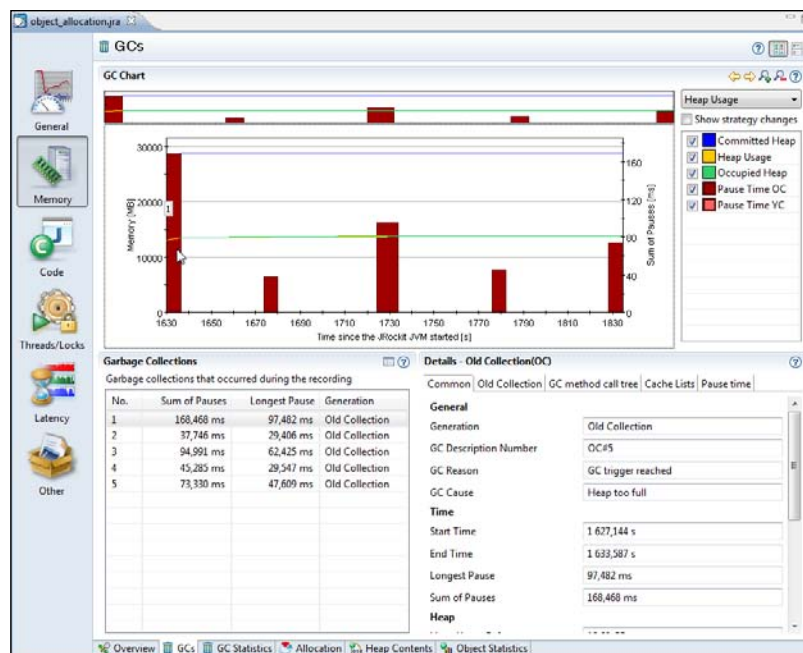 object_allocation.jra
GCs
GC Chart
General
Memory
Code
Threads/Locks
Latency
Other
Heap Usage
Show strategy changes
Committed Heap
Heap Usage
Occupied Heap
Pause Time OC
Pause Time YC
Memory [MB]
30000
20000
10000
1
Sum of Pauses [ms]
160
120
80
40
0
1630 1650 1670 1690 1710 1730 1750 1770 1790 1810 1830
Time since the JRockit JVM started [s]
Garbage Collections
Garbage collections that occurred during the recording
No. Sum of Pauses Longest Pause Generation
1 168,468 ms 97,482 ms Old Collection
2 37,746 ms 29,406 ms Old Collection
3 94,991 ms 62,425 ms Old Collection
4 45,285 ms 29,547 ms Old Collection
5 73,330 ms 47,609 ms Old Collection
Details - Old Collection(OC)
Common Old Collection GC method call tree Cache Lists Pause time
General
Generation Old Collection
GC Description Number OC#5
GC Reason GC trigger reached
GC Cause Heap too full
Time
Start Time 1 627,144 s
End Time 1 633,587 s
Longest Pause 97,482 ms
Sum of Pauses 168,468 ms
Heap
Overview GCs GC Statistics Allocation Heap Contents Object Statistics